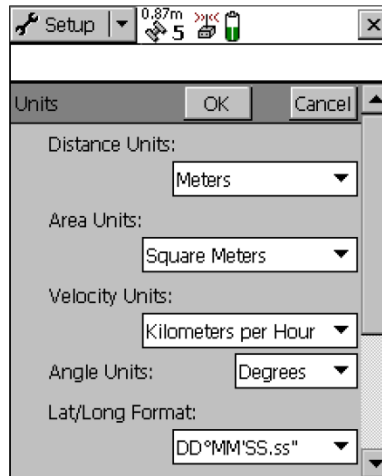 Setup
0.87m
5
Units OK Cancel
Distance Units:
Meters
Area Units:
Square Meters
Velocity Units:
Kilometers per Hour
Angle Units: Degrees
Lat/Long Format:
DD°MM'SS.ss"